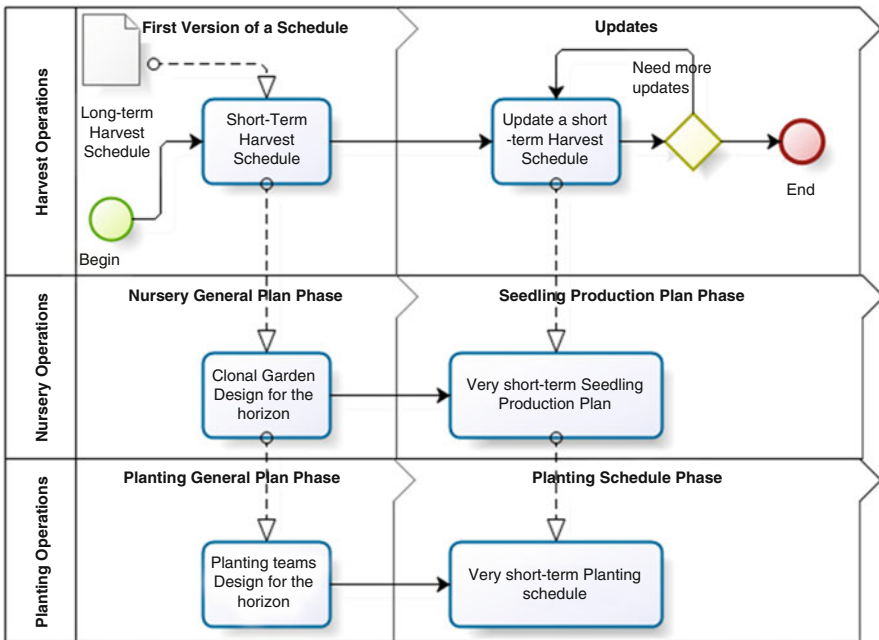 Harvest Operations
First Version of a Schedule
Updates
Long-term
Harvest
Schedule
Begin
Short-Term
Harvest
Schedule
Update a short
-term Harvest
Schedule
Need more
updates
End
Nursery Operations
Nursery General Plan Phase
Seedling Production Plan Phase
Clonal Garden
Design for the
horizon
Very short-term Seedling
Production Plan
Planting Operations
Planting General Plan Phase
Planting Schedule Phase
Planting teams
Design for the
horizon
Very short-term Planting
schedule